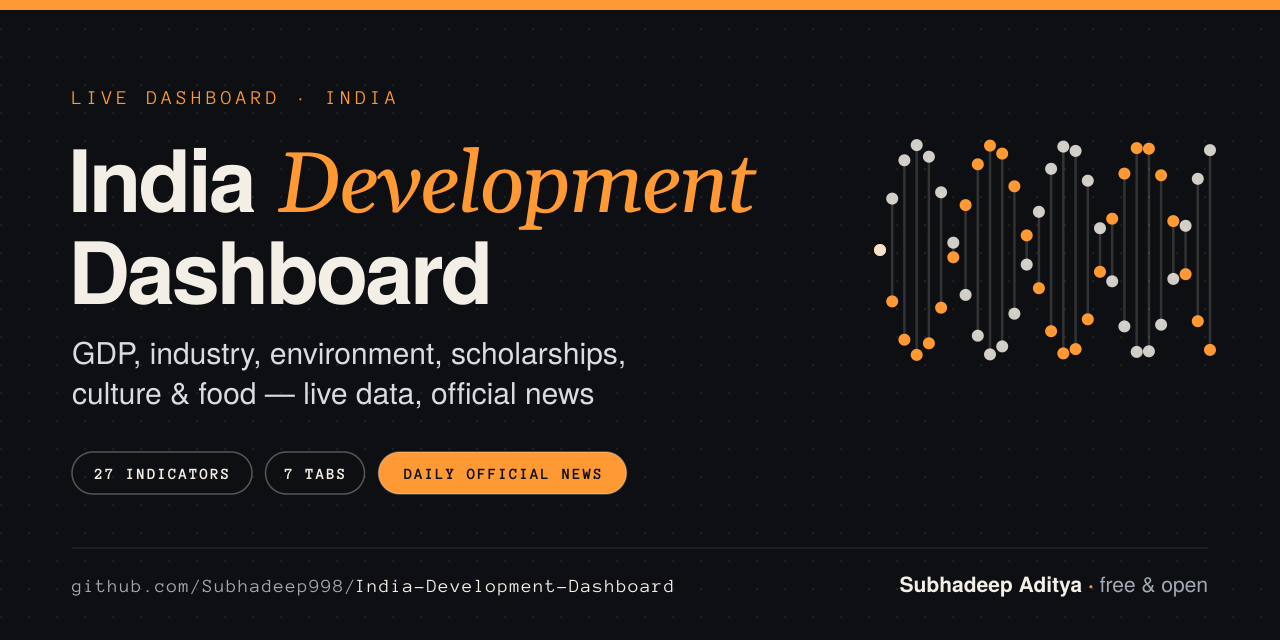 LIVE DASHBOARD · INDIA
India Development
Dashboard
GDP, industry, environment, scholarships,
culture & food — live data, official news
27 INDICATORS
7 TABS
DAILY OFFICIAL NEWS
github.com/Subhadeep998/India-Development-Dashboard
Subhadeep Aditya · free & open